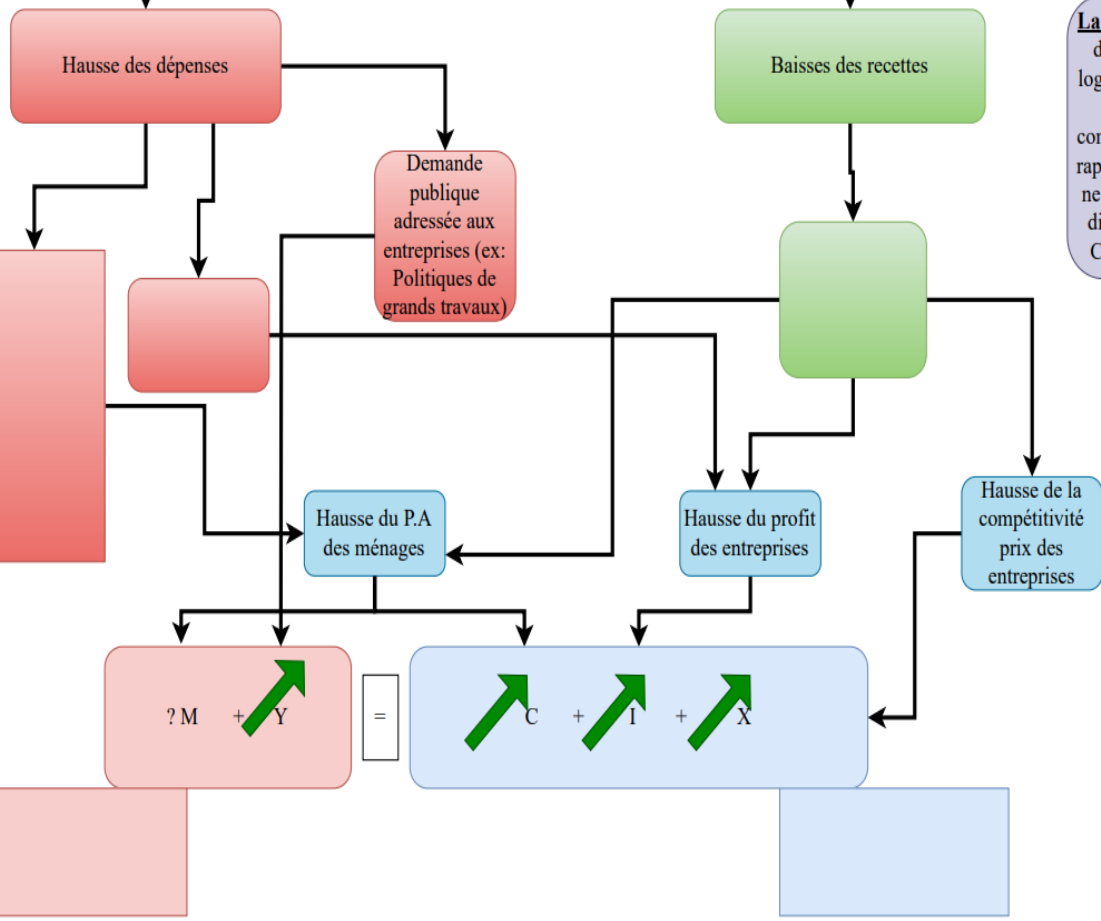 Hausse des dépenses
Baisses des recettes
Demande
publique
adressée aux
entreprises (ex:
Politiques de
grands travaux)
La
Hausse du P.A
des ménages
Hausse du profit
des entreprises
Hausse de la
compétitivité
prix des
entreprises
? M + Y = C + I + X